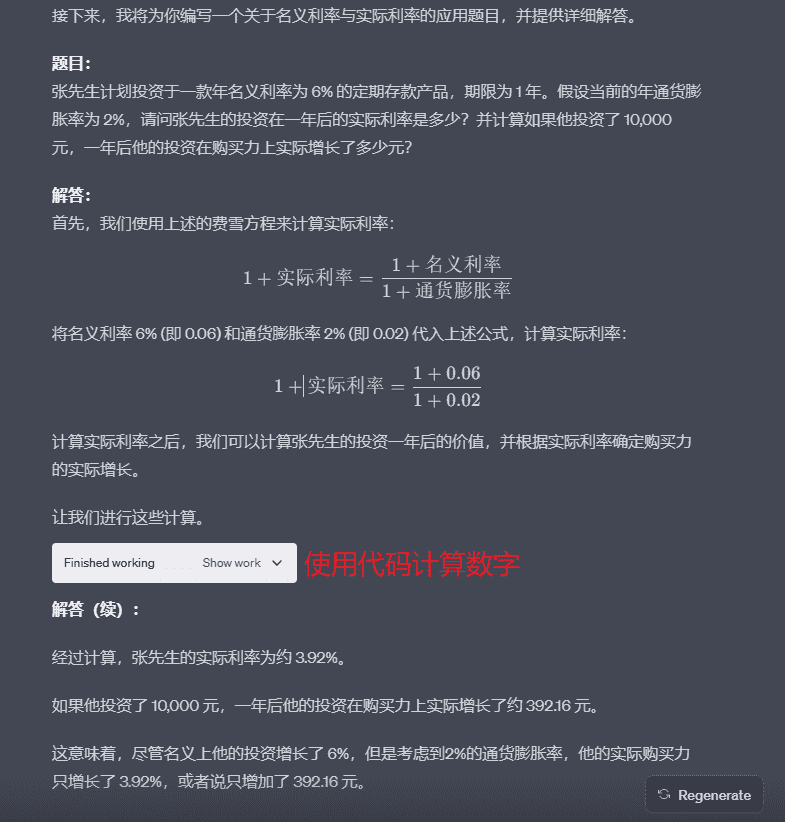 接下来，我将为你编写一个关于名义利率与实际利率的应用题目，并提供详细解答。
题目：
张先生计划投资于一款年名义利率为 6% 的定期存款产品，期限为 1 年。假设当前的年通货膨
胀率为 2%，请问张先生的投资在一年后的实际利率是多少？并计算如果他投资了 10,000
元，一年后他的投资在购买力上实际增长了多少元？
解答：
首先，我们使用上述的费雪方程来计算实际利率：
1 + 实际利率 = (1 + 名义利率) / (1 + 通货膨胀率)
将名义利率 6% (即 0.06) 和通货膨胀率 2% (即 0.02) 代入上述公式，计算实际利率：
1 + 实际利率 = (1 + 0.06) / (1 + 0.02)
计算实际利率之后，我们可以计算张先生的投资一年后的价值，并根据实际利率确定购买力
的实际增长。
让我们进行这些计算。
Finished working Show work 使用代码计算数字
解答（续）：
经过计算，张先生的实际利率为约 3.92%。
如果他投资了 10,000 元，一年后他的投资在购买力上实际增长了约 392.16 元。
这意味着，尽管名义上他的投资增长了 6%，但是考虑到2%的通货膨胀率，他的实际购买力
只增长了 3.92%，或者说只增加了 392.16 元。
Regenerate